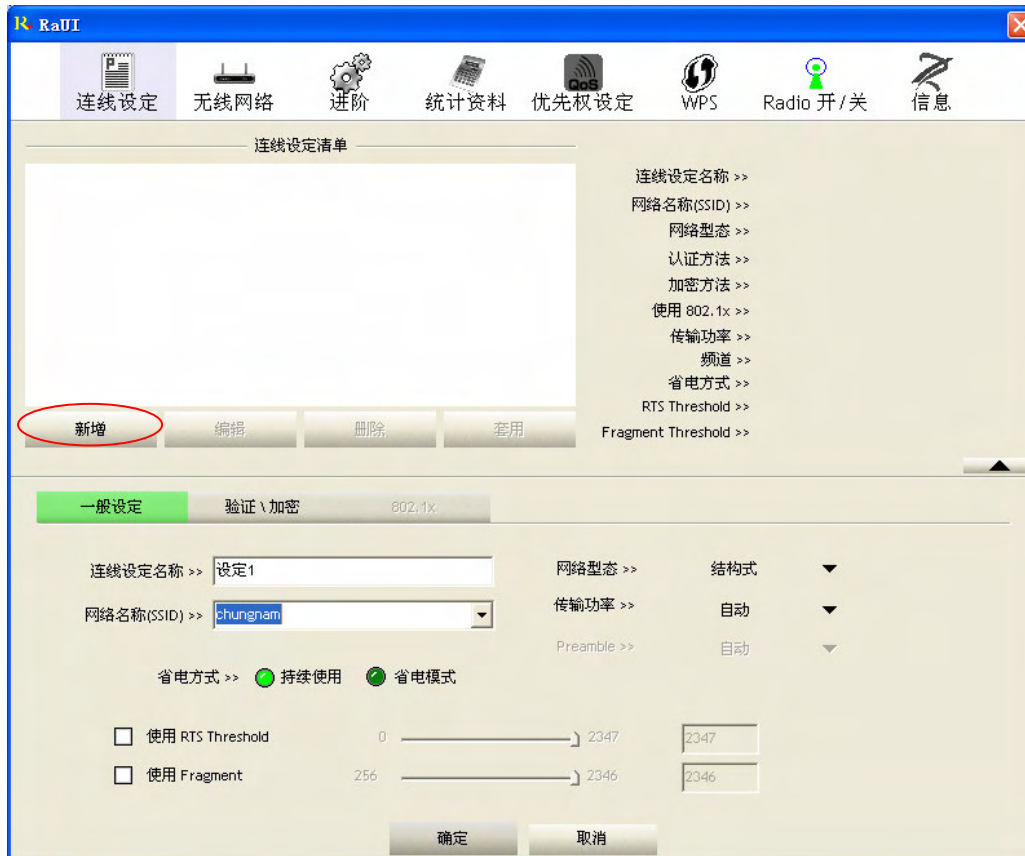 RaUI
连线设定 无线网络 进阶 统计资料 优先权设定 WPS Radio 开/关 信息
连线设定清单
连线设定名称 >>
网络名称(SSID) >>
网络型态 >>
认证方法 >>
加密方法 >>
使用 802.1x >>
传输功率 >>
频道 >>
省电方式 >>
RTS Threshold >>
Fragment Threshold >>
新增 编辑 删除 套用
一般设定 验证 \ 加密 802.1x
连线设定名称 >> 设定1 网络型态 >> 结构式
网络名称(SSID) >> chungnam 传输功率 >> 自动
Preamble >> 自动
省电方式 >> 持续使用 省电模式
使用 RTS Threshold 0 2347 2347
使用 Fragment 256 2346 2346
确定 取消